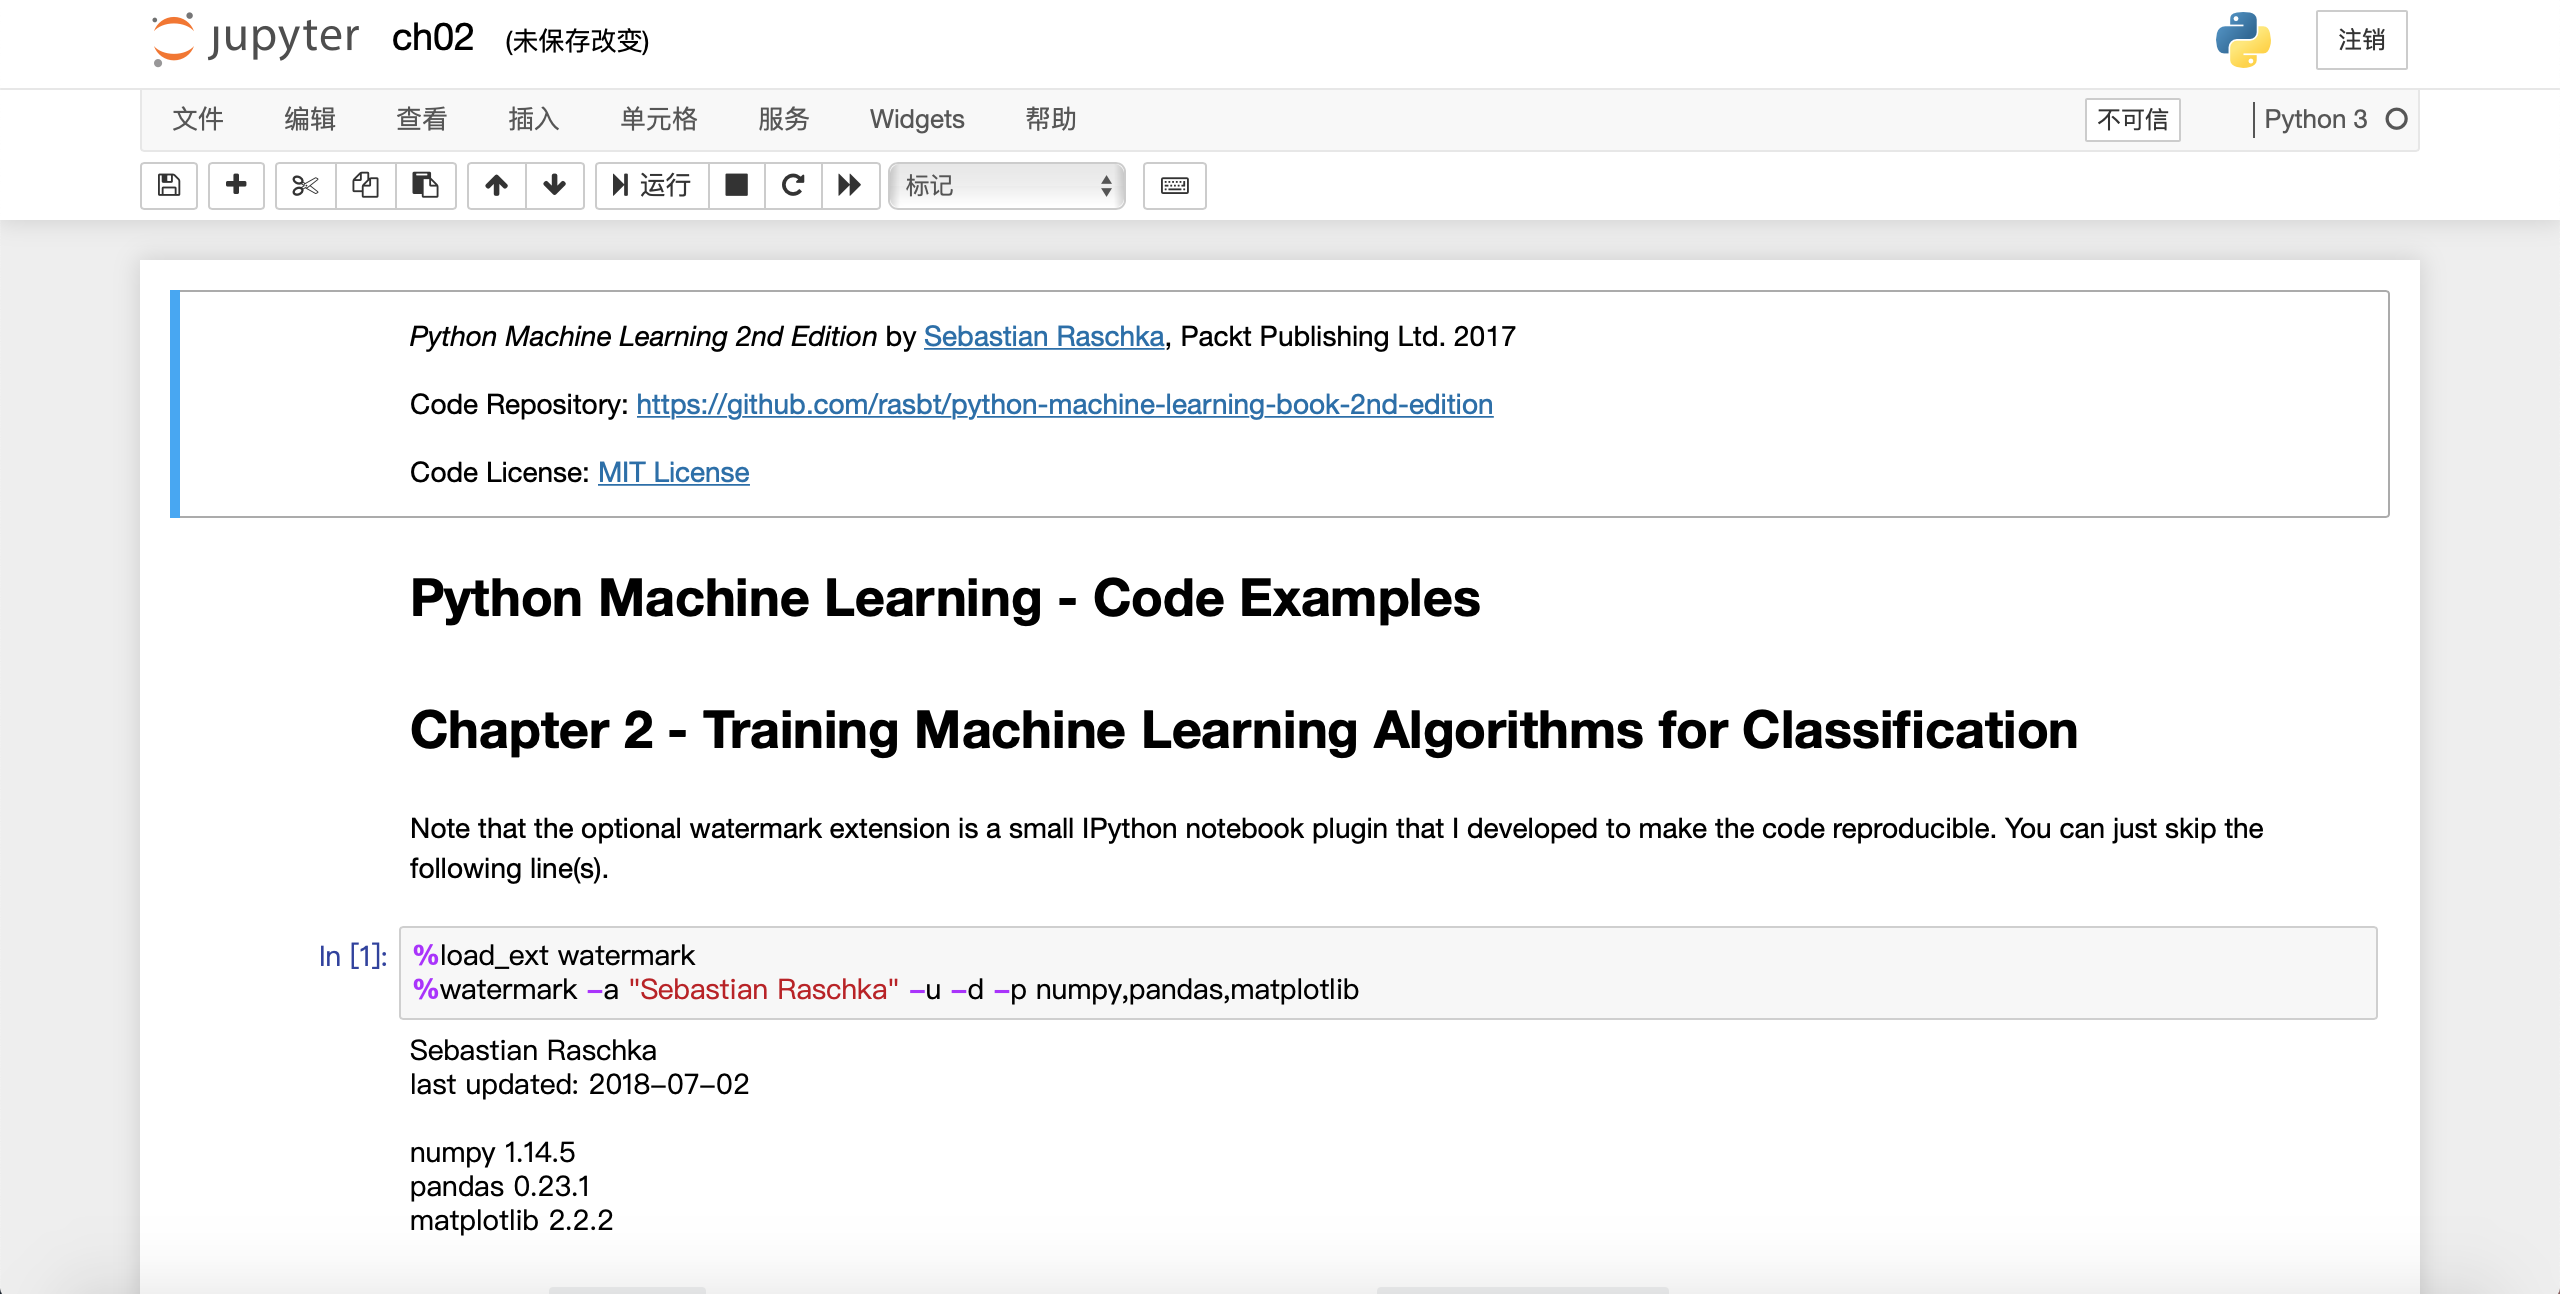 jupyter ch02 (未保存改变) 注销
文件 编辑 查看 插入 单元格 服务 Widgets 帮助 不可信 Python 3
运行 标记
Python Machine Learning 2nd Edition by Sebastian Raschka, Packt Publishing Ltd. 2017
Code Repository: https://github.com/rasbt/python-machine-learning-book-2nd-edition
Code License: MIT License
Python Machine Learning - Code Examples
Chapter 2 - Training Machine Learning Algorithms for Classification
Note that the optional watermark extension is a small IPython notebook plugin that I developed to make the code reproducible. You can just skip the
following line(s).
In [1]: %load_ext watermark
%watermark -a "Sebastian Raschka" -u -d -p numpy,pandas,matplotlib
Sebastian Raschka
last updated: 2018-07-02
numpy 1.14.5
pandas 0.23.1
matplotlib 2.2.2